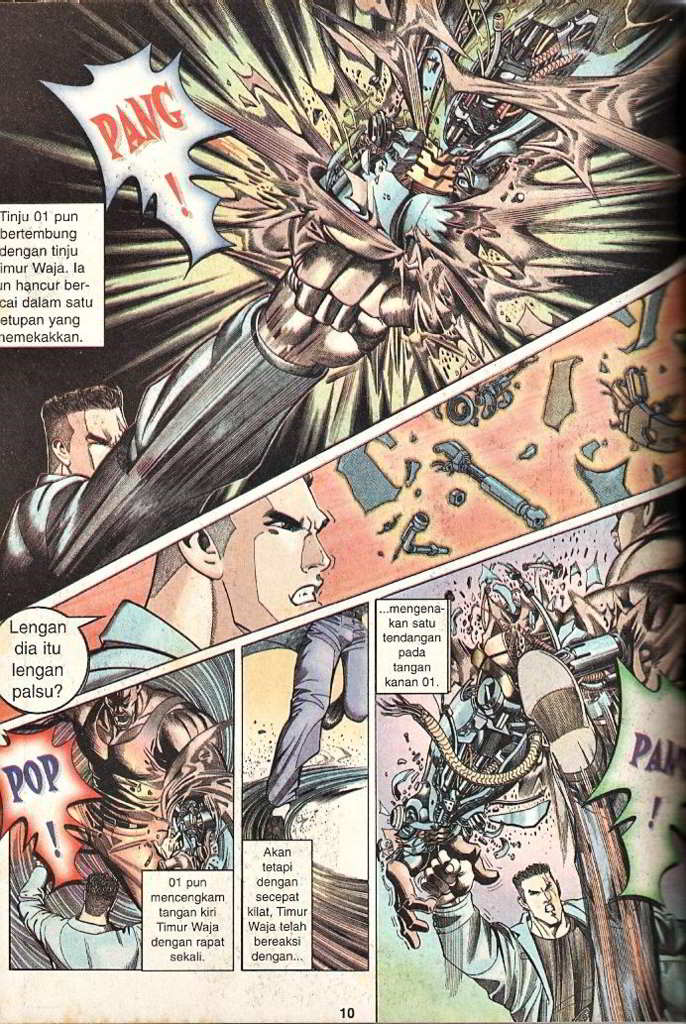 PANG
!
Tinju 01 pun
bertembung
dengan tinju
imur Waja. Ia
un hancur ber-
cai dalam satu
etupan yang
emekakkan.
Lengan
dia itu
lengan
palsu?
POP
!
01 pun
mencengkam
tangan kiri
Timur Waja
dengan rapat
sekali.
Akan
tetapi
dengan
secepat
kilat, Timur
Waja telah
bereaksi
dengan...
...mengena-
kan satu
tendangan
pada
tangan
kanan 01.
PAN
!
10